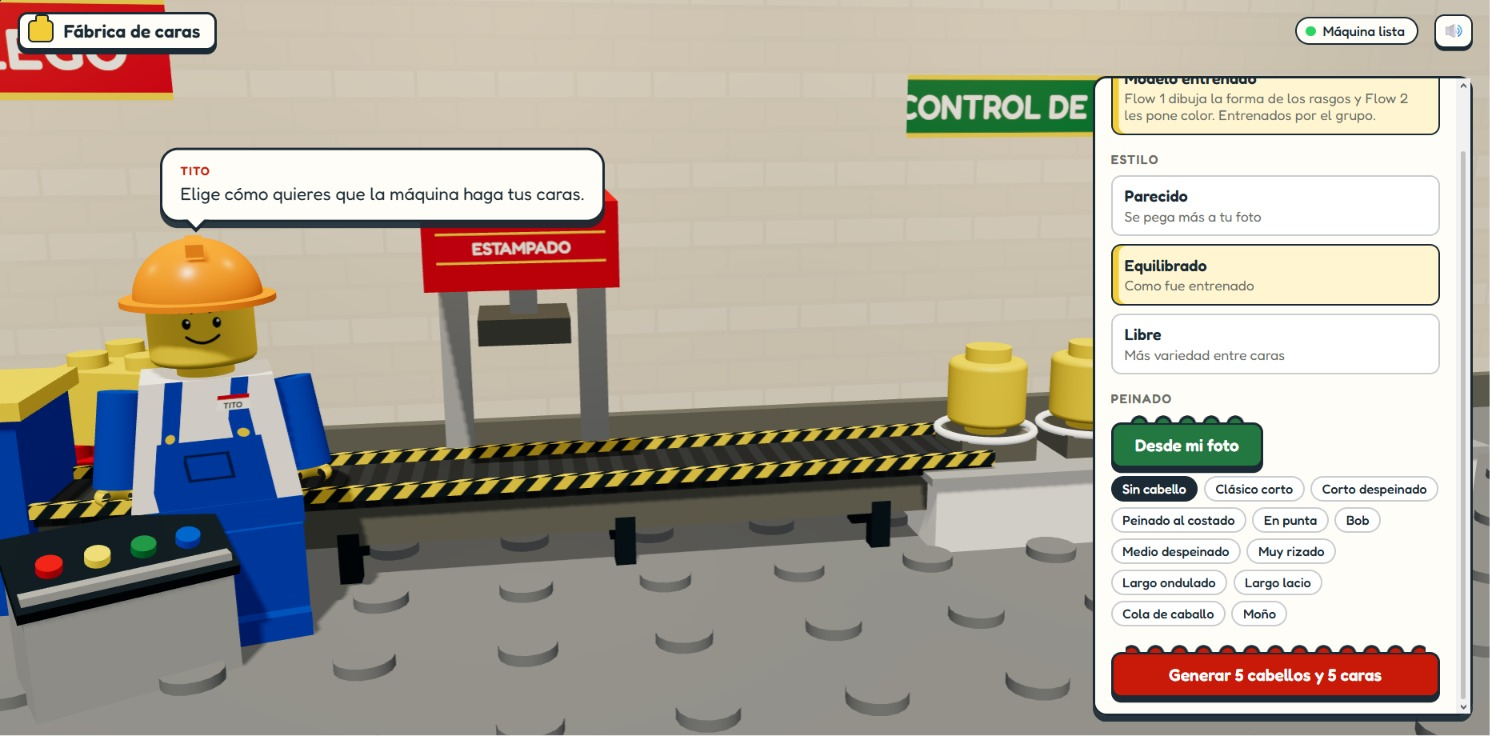 LEGO
Fábrica de caras
Máquina lista
CONTROL DE
TITO
Elige cómo quieres que la máquina haga tus caras.
ESTAMPADO
TITO
Modelo entrenado
Flow 1 dibuja la forma de los rasgos y Flow 2
les pone color. Entrenados por el grupo.
ESTILO
Parecido
Se pega más a tu foto
Equilibrado
Como fue entrenado
Libre
Más variedad entre caras
PEINADO
Desde mi foto
Sin cabello
Clásico corto
Corto despeinado
Peinado al costado
En punta
Bob
Medio despeinado
Muy rizado
Largo ondulado
Largo lacio
Cola de caballo
Moño
Generar 5 cabellos y 5 caras